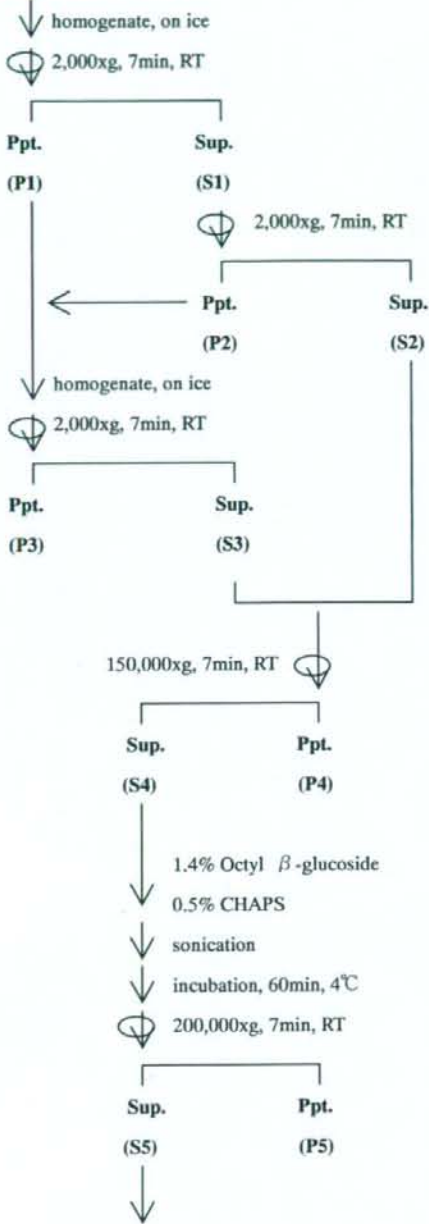 homogenate, on ice
2,000xg, 7min, RT
Ppt. Sup.
(P1) (S1)
2,000xg, 7min, RT
Ppt. Sup.
(P2) (S2)
homogenate, on ice
2,000xg, 7min, RT
Ppt. Sup.
(P3) (S3)
150,000xg, 7min, RT
Sup. Ppt.
(S4) (P4)
1.4% Octyl β-glucoside
0.5% CHAPS
sonication
incubation, 60min, 4℃
200,000xg, 7min, RT
Sup. Ppt.
(S5) (P5)